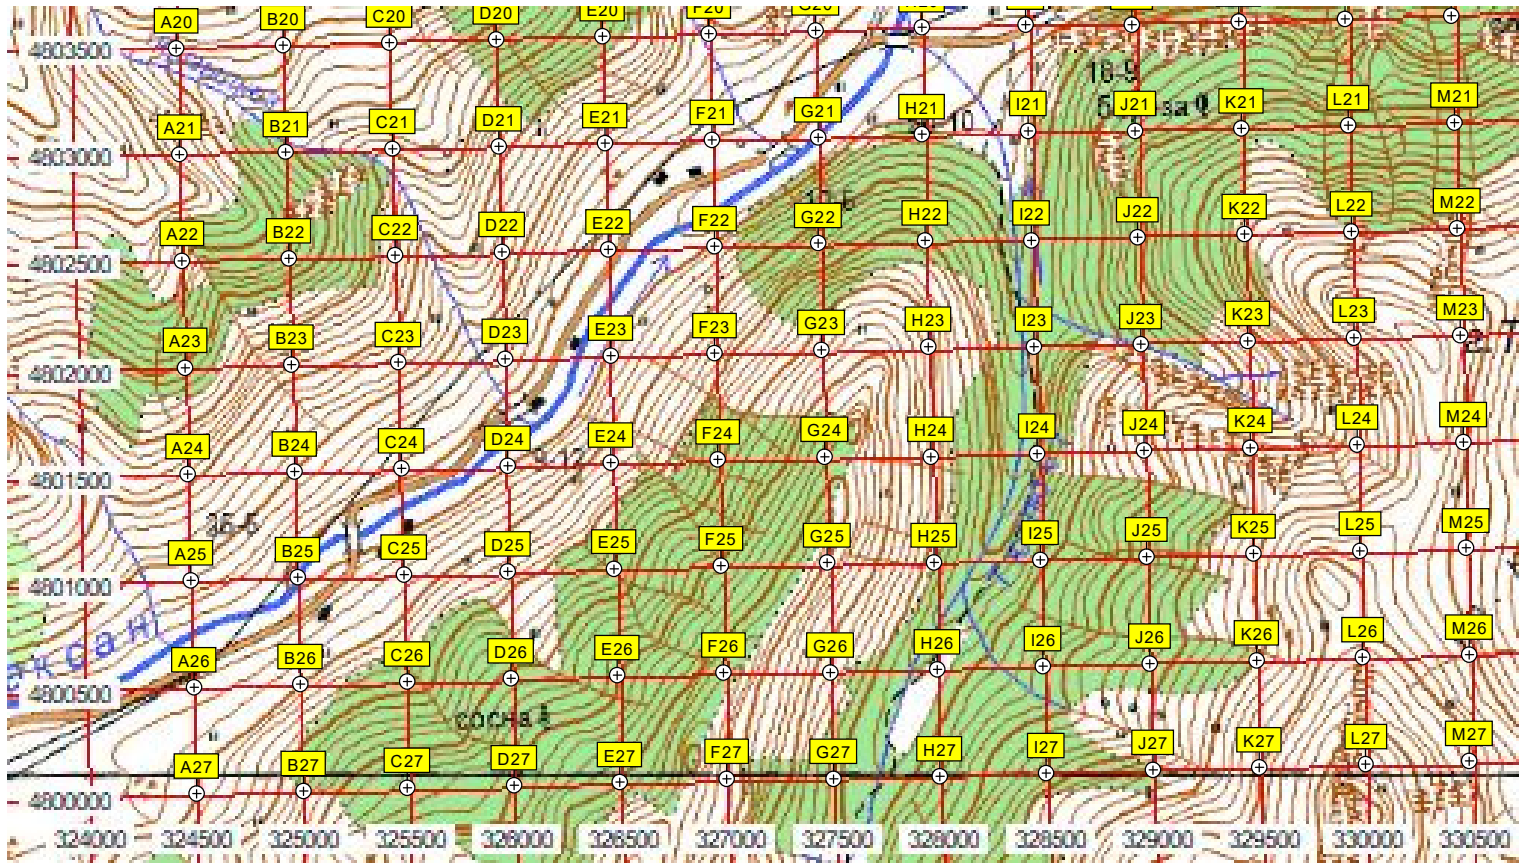 A20 B20 C20 D20 E20 F20 G20
4803500
16-9
A21 B21 C21 D21 E21 F21 G21 H21 I21 J21 K21 L21 M21
4803000
A22 B22 C22 D22 E22 F22 G22 H22 I22 J22 K22 L22 M22
4802500
A23 B23 C23 D23 E23 F23 G23 H23 I23 J23 K23 L23 M23
4802000
A24 B24 C24 D24 E24 F24 G24 H24 I24 J24 K24 L24 M24
4801500
A25 B25 C25 D25 E25 F25 G25 H25 I25 J25 K25 L25 M25
4801000
A26 B26 C26 D26 E26 F26 G26 H26 I26 J26 K26 L26 M26
4800500
сосна
A27 B27 C27 D27 E27 F27 G27 H27 I27 J27 K27 L27 M27
4800000
324000 324500 325000 325500 326000 326500 327000 327500 328000 328500 329000 329500 330000 330500